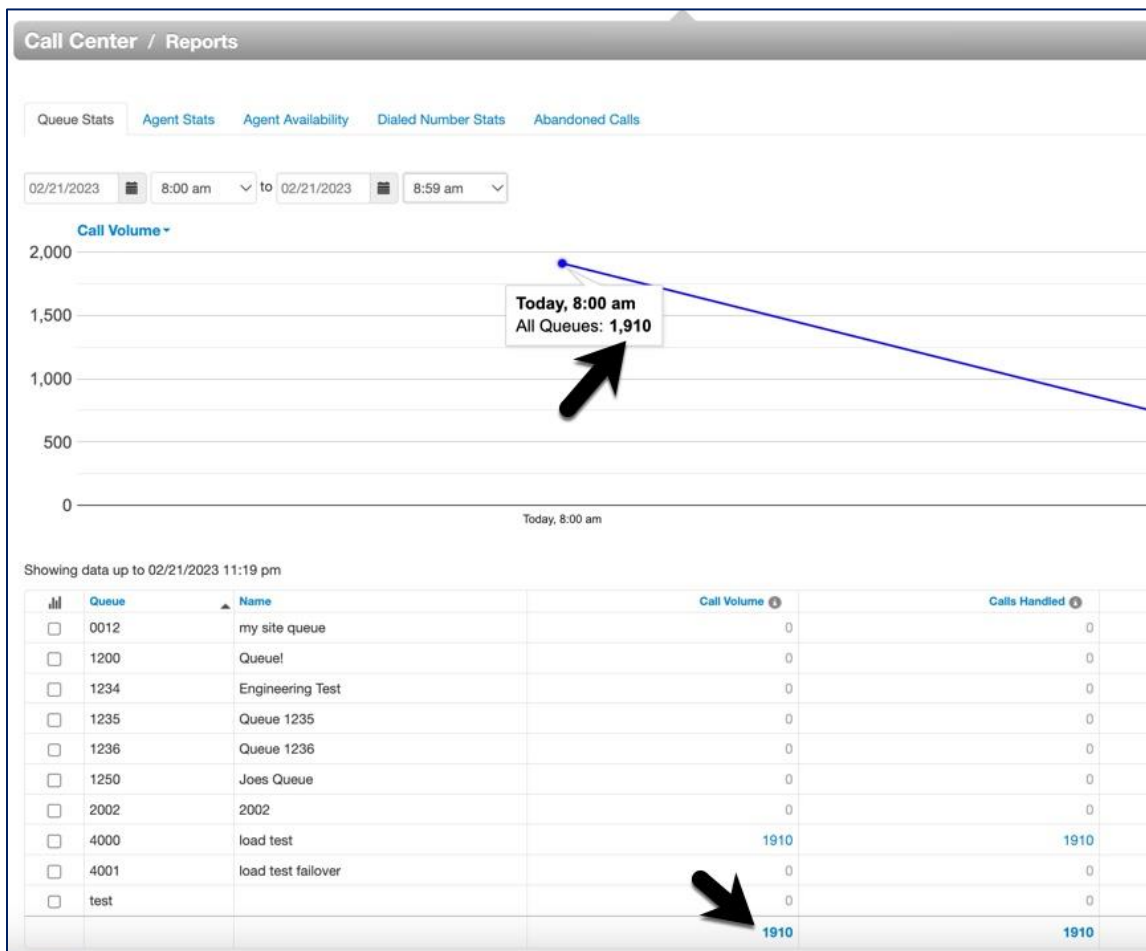 Call Center / Reports
Queue Stats Agent Stats Agent Availability Dialed Number Stats Abandoned Calls
02/21/2023 8:00 am to 02/21/2023 8:59 am
Call Volume
2,000
1,500
1,000
500
0
Today, 8:00 am
All Queues: 1,910
Today, 8:00 am
Showing data up to 02/21/2023 11:19 pm
Queue Name Call Volume Calls Handled
0012 my site queue 0 0
1200 Queue! 0 0
1234 Engineering Test 0 0
1235 Queue 1235 0 0
1236 Queue 1236 0 0
1250 Joes Queue 0 0
2002 2002 0 0
4000 load test 1910 1910
4001 load test failover 0 0
test 0 0
1910 1910